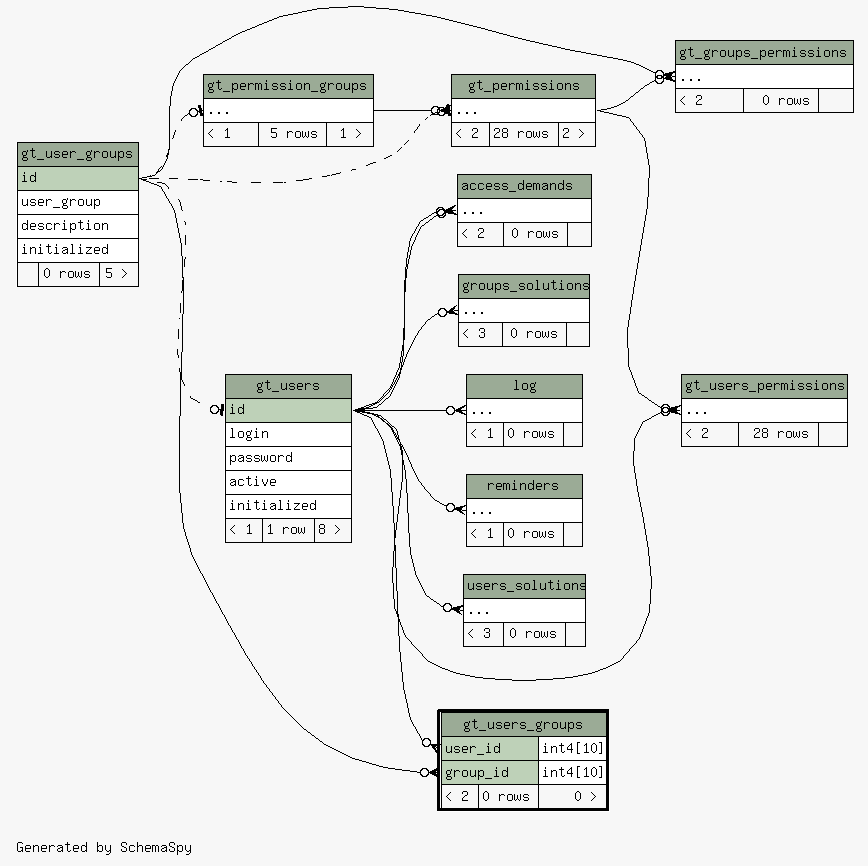 gt_groups_permissions
...
< 2 0 rows
gt_permission_groups
...
< 1 5 rows 1 >
gt_permissions
...
< 2 28 rows 2 >
gt_user_groups
id
user_group
description
initialized
0 rows 5 >
access_demands
...
< 2 0 rows
groups_solutions
...
< 3 0 rows
gt_users
id
login
password
active
initialized
< 1 1 row 8 >
log
...
< 1 0 rows
gt_users_permissions
...
< 2 28 rows
reminders
...
< 1 0 rows
users_solutions
...
< 3 0 rows
gt_users_groups
user_id int4[10]
group_id int4[10]
< 2 0 rows 0 >
Generated by SchemaSpy